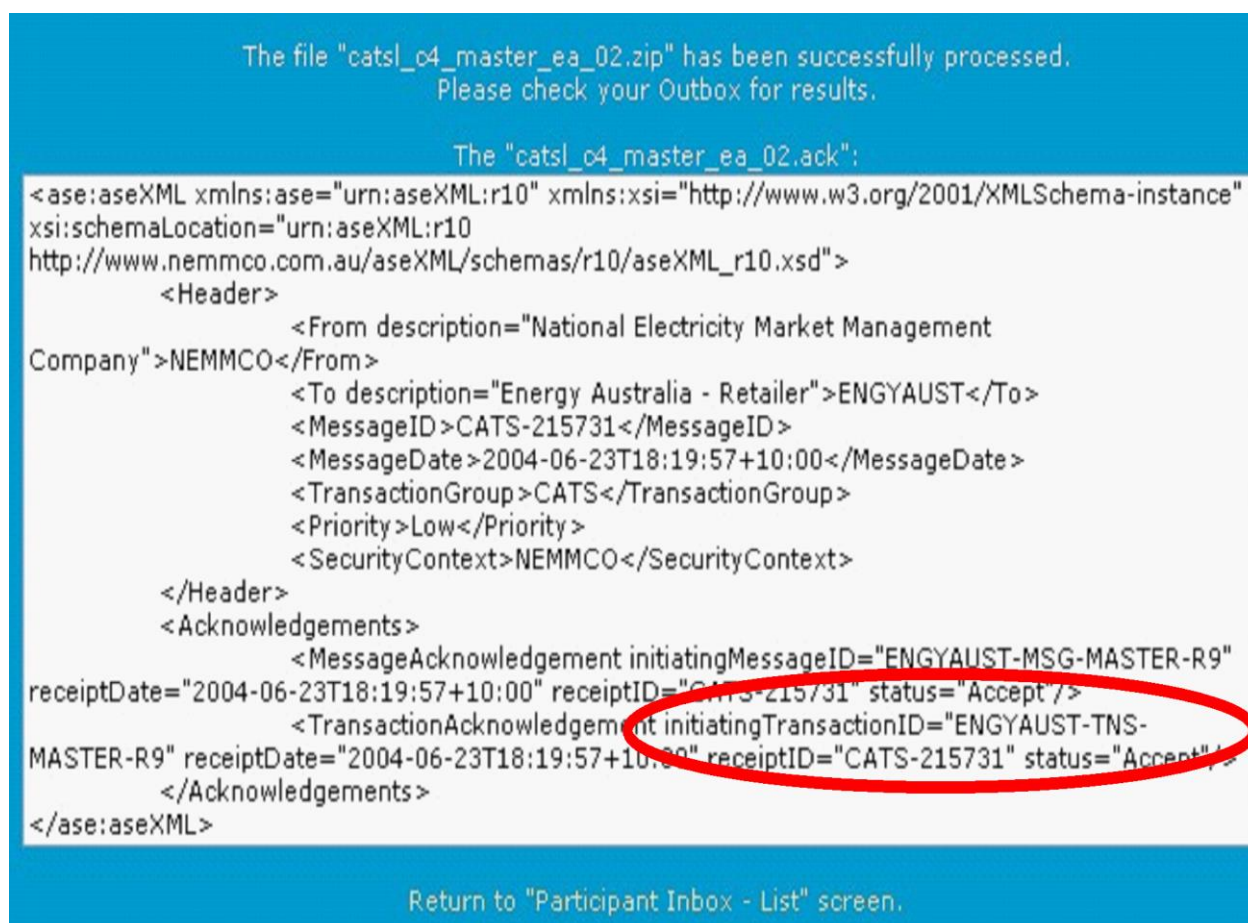 The file "catsl_c4_master_ea_02.zip" has been successfully processed.
Please check your Outbox for results.
The "catsl_c4_master_ea_02.ack":
<ase:aseXML xmlns:ase="urn:aseXML:r10" xmlns:xsi="http://www.w3.org/2001/XMLSchema-instance"
xsi:schemaLocation="urn:aseXML:r10
http://www.nemmco.com.au/aseXML/schemas/r10/aseXML_r10.xsd">
<Header>
<From description="National Electricity Market Management
Company">NEMMCO</From>
<To description="Energy Australia - Retailer">ENGYAUST</To>
<MessageID>CATS-215731</MessageID>
<MessageDate>2004-06-23T18:19:57+10:00</MessageDate>
<TransactionGroup>CATS</TransactionGroup>
<Priority>Low</Priority>
<SecurityContext>NEMMCO</SecurityContext>
</Header>
<Acknowledgements>
<MessageAcknowledgement initiatingMessageID="ENGYAUST-MSG-MASTER-R9"
receiptDate="2004-06-23T18:19:57+10:00" receiptID="CATS-215731" status="Accept"/>
<TransactionAcknowledgement initiatingTransactionID="ENGYAUST-TNS-
MASTER-R9" receiptDate="2004-06-23T18:19:57+10:00" receiptID="CATS-215731" status="Accept"/>
</Acknowledgements>
</ase:aseXML>
Return to "Participant Inbox - List" screen.